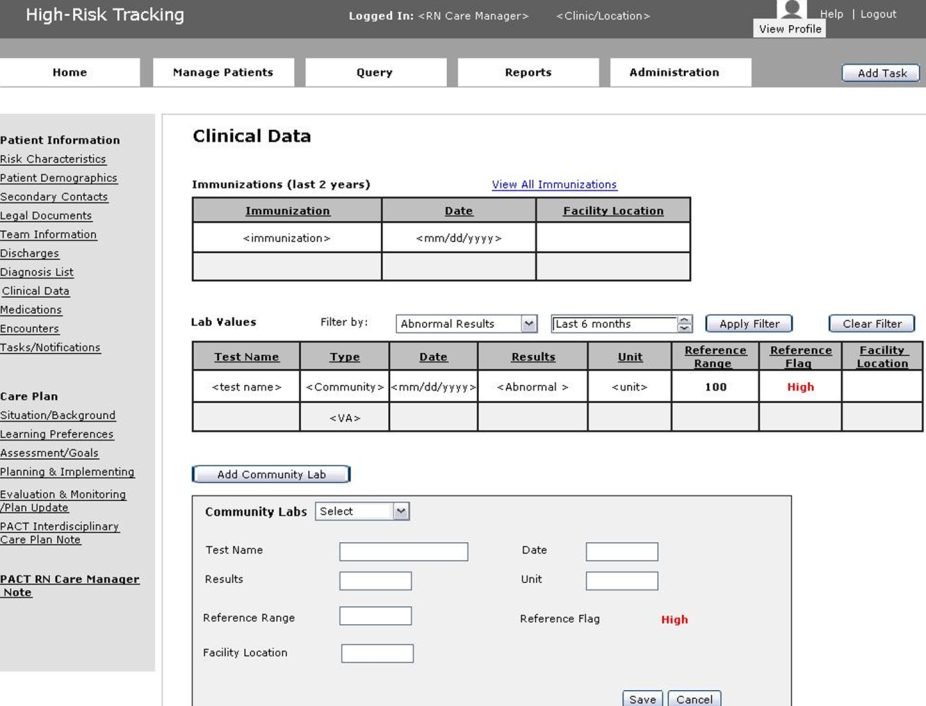 High-Risk Tracking
Logged In: <RN Care Manager> <Clinic/Location>
Help | Logout
View Profile
Home Manage Patients Query Reports Administration Add Task
Patient Information
Risk Characteristics
Patient Demographics
Secondary Contacts
Legal Documents
Team Information
Discharges
Diagnosis List
Clinical Data
Medications
Encounters
Tasks/Notifications
Care Plan
Situation/Background
Learning Preferences
Assessment/Goals
Planning & Implementing
Evaluation & Monitoring
/Plan Update
PACT Interdisciplinary
Care Plan Note
PACT RN Care Manager
Note
Clinical Data
Immunizations (last 2 years) View All Immunizations
Immunization Date Facility Location
<immunization> <mm/dd/yyyy>
Lab Values Filter by: Abnormal Results Last 6 months Apply Filter Clear Filter
Test Name Type Date Results Unit Reference Range Reference Flag Facility Location
<test name> <Community> <mm/dd/yyyy> <Abnormal > <unit> 100 High
<VA>
Add Community Lab
Community Labs Select
Test Name Date
Results Unit
Reference Range Reference Flag High
Facility Location
Save Cancel